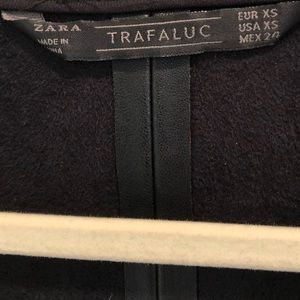 ZARA
MADE IN
TRAFALUC
EUR XS
USA XS
MEX 24